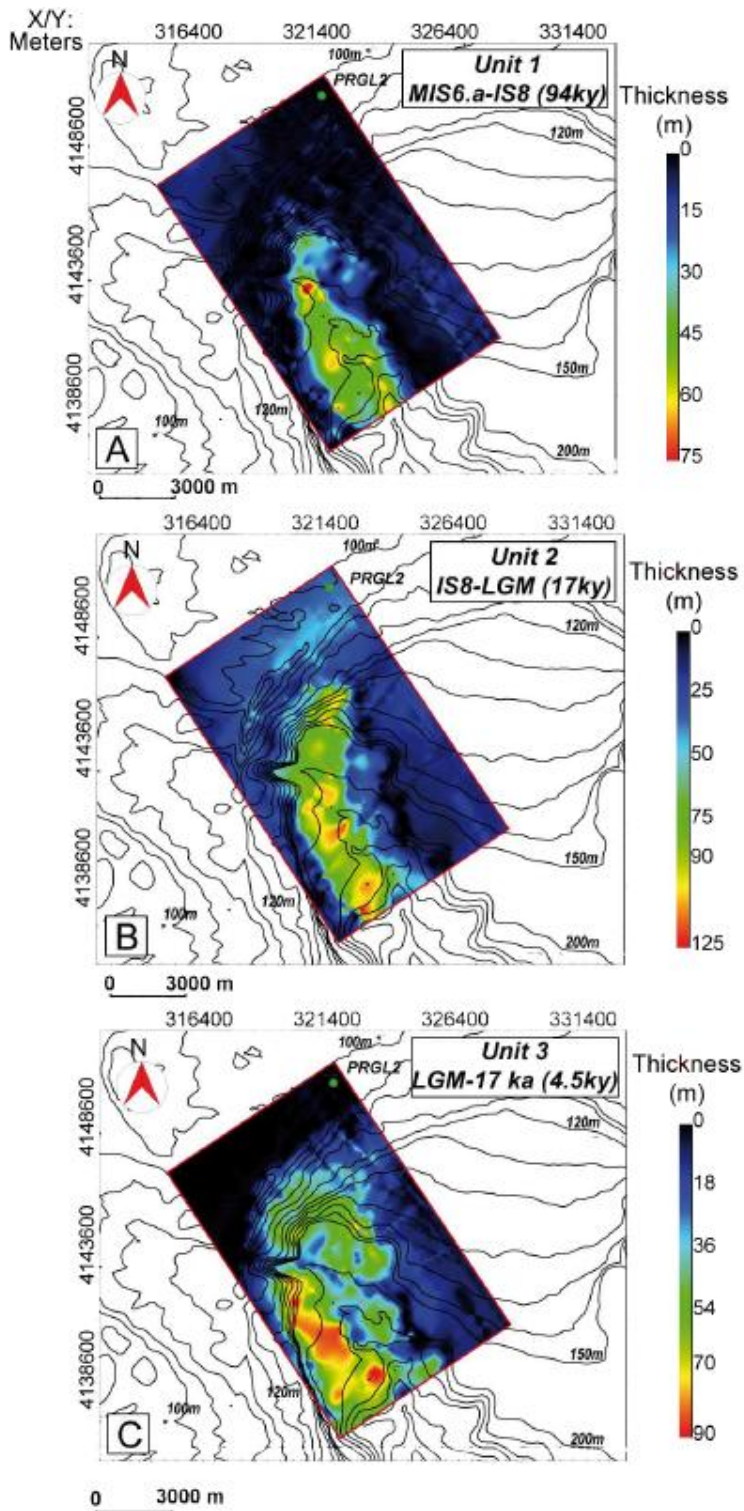 X/Y:
Meters
316400 321400 326400 331400
N
100m
PRGL2
Unit 1
MIS6.a-IS8 (94ky)
Thickness
(m)
0
15
30
45
60
75
4148600
4143600
4138600
120m
150m
200m
120m
100m
A
0 3000 m
316400 321400 326400 331400
N
100m
PRGL2
Unit 2
IS8-LGM (17ky)
Thickness
(m)
0
25
50
75
90
125
4148600
4143600
4138600
120m
150m
200m
120m
100m
B
0 3000 m
316400 321400 326400 331400
N
100m
PRGL2
Unit 3
LGM-17 ka (4.5ky)
Thickness
(m)
0
18
36
54
70
90
4148600
4143600
4138600
120m
150m
200m
120m
100m
C
0 3000 m